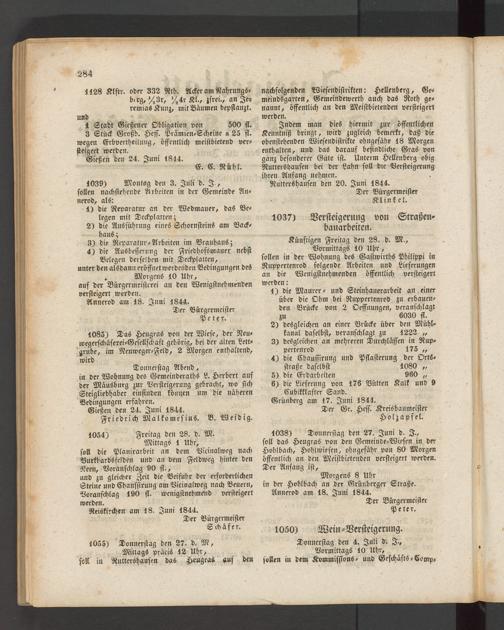 284
1128 Klftr. oder 332 Rth. Acker am Nahrungs-
berg, 1/3r, 1/4r Kl., zfrei., an Je-
remias Kunz, mit Bäumen bepflanzt.
und
1 Stadt Gießener Obligation von 500 fl.
3 Stück Großh. Hess. Prämien-Scheine à 25 fl.
wegen Erbvertheilung, öffentlich meistbietend ver-
steigert werden.
Gießen den 24. Juni 1844.
E. C. Rühl.
1039) Montag den 3. Juli d. J.,
sollen nachstehende Arbeiten in der Gemeinde An-
nerod, als:
1) die Reparatur an der Wedmauer, das Be-
legen mit Deckplatten;
2) die Ausführung eines Schornsteins am Back-
haus;
3) die Reparatur-Arbeiten im Brauhaus;
4) die Ausbesserung der Friedhofsmauer nebst
Belegen derselben mit Deckplatten,
unter den alsdann eröffnet werdenden Bedingungen des
Morgens 10 Uhr,
auf der Bürgermeisterei an den Wenigstnehmenden
versteigert werden.
Annerod am 18. Juni 1844.
Der Bürgermeister
Peter.
1085) Das Heugras von der Wiese, der Neu-
wegerschäferei-Gesellschaft gehörig, bei der alten Lett-
grube, im Neuweger-Feld, 2 Morgen enthaltend,
wird
Donnerstag Abend,
in der Wohnung des Gemeinderaths L. Herbert auf
der Mäusburg zur Versteigerung gebracht, wo sich
Steigliebhaber einfinden können um die näheren
Bedingungen erfahren.
Gießen den 24. Juni 1844.
Friedrich Malkomesius. B. Weidig.
1054) Freitag den 28. d. M.
Mittags 1 Uhr,
soll die Planirarbeit an dem Vicinalweg nach
Burkhardsfelden und an dem Feldweg hinter den
Reen, Voranschlag 90 fl.,
und zu gleicher Zeit die Beifuhr der erforderlichen
Steine und Chaussirung am Vicinalweg nach Beuern,
Voranschlag 190 fl. wenigstnehmend versteigert
werden.
Reiskirchen am 18. Juni 1844.
Der Bürgermeister
Schäfer.
1055) Donnerstag den 27. d. M.,
Mittags präcis 12 Uhr,
soll in Ruttershausen das Heugras auf den
nachfolgenden Wiesendistrikten: Hellenberg, Ge-
meindsgarten, Gemeindewerth auch das Roth ge-
nannt, öffentlich an den Meistbietenden versteigert
werden.
Indem man dies hiermit zur öffentlichen
Kenntniß bringt, wird zugleich bemerkt, daß die
obenstehenden Wiesendistrikte ohngefähr 18 Morgen
enthalten, und das darauf befindliche Gras von
ganz besonderer Güte ist. Unterm Hellenberg ohig
Ruttershausen bei der Lahn soll die Versteigerung
ihren Anfang nehmen.
Ruttershausen den 20. Juni 1844.
Der Bürgermeister
Klinkel.
1037) Versteigerung von Straßen-
bauarbeiten.
Künftigen Freitag den 28. d. M.,
Vormittags 10 Uhr,
sollen in der Wohnung des Gastwirths Philippi in
Ruppertenrod folgende Arbeiten und Lieferungen
an die Wenigstnehmenden öffentlich versteigert
werden:
1) die Maurer- und Steinhauerarbeit an einer
über die Ohm bei Ruppertenrod zu erbauen-
den Brücke von 2 Oeffnungen, veranschlagt
zu 6030 fl.
2) desgleichen an einer Brücke über den Mühl-
kanal daselbst, veranschlagt zu 1222 „
3) desgleichen an mehreren Durchlässen in Rup-
pertenrod 175 „
4) die Chaussirung und Pflasterung der Orts-
straße daselbst 1080 „
5) die Erdarbeiten 960 „
6) die Lieferung von 176 Bütten Kalk und 9
Cubikklafter Sand.
Grünberg am 17. Juni 1844.
Der Gr. Hess. Kreisbaumeister
Holzapfel.
1038) Donnerstag den 27. Juni d. J.,
soll das Heugras von den Gemeinde-Wiesen in der
Hohlbach, Hohlwiesen, ohngefähr von 80 Morgen
öffentlich an den Meistbietenden versteigert werden.
Der Anfang ist,
Morgens 8 Uhr
in der Hohlbach an der Grünberger Straße.
Annerod am 18. Juni 1844.
Der Bürgermeister
Peter.
1050) Wein-Versteigerung.
Donnerstag den 4. Juli d. J.,
Vormittags 10 Uhr,
sollen in dem Kommissions- und Geschäfts-Comp-